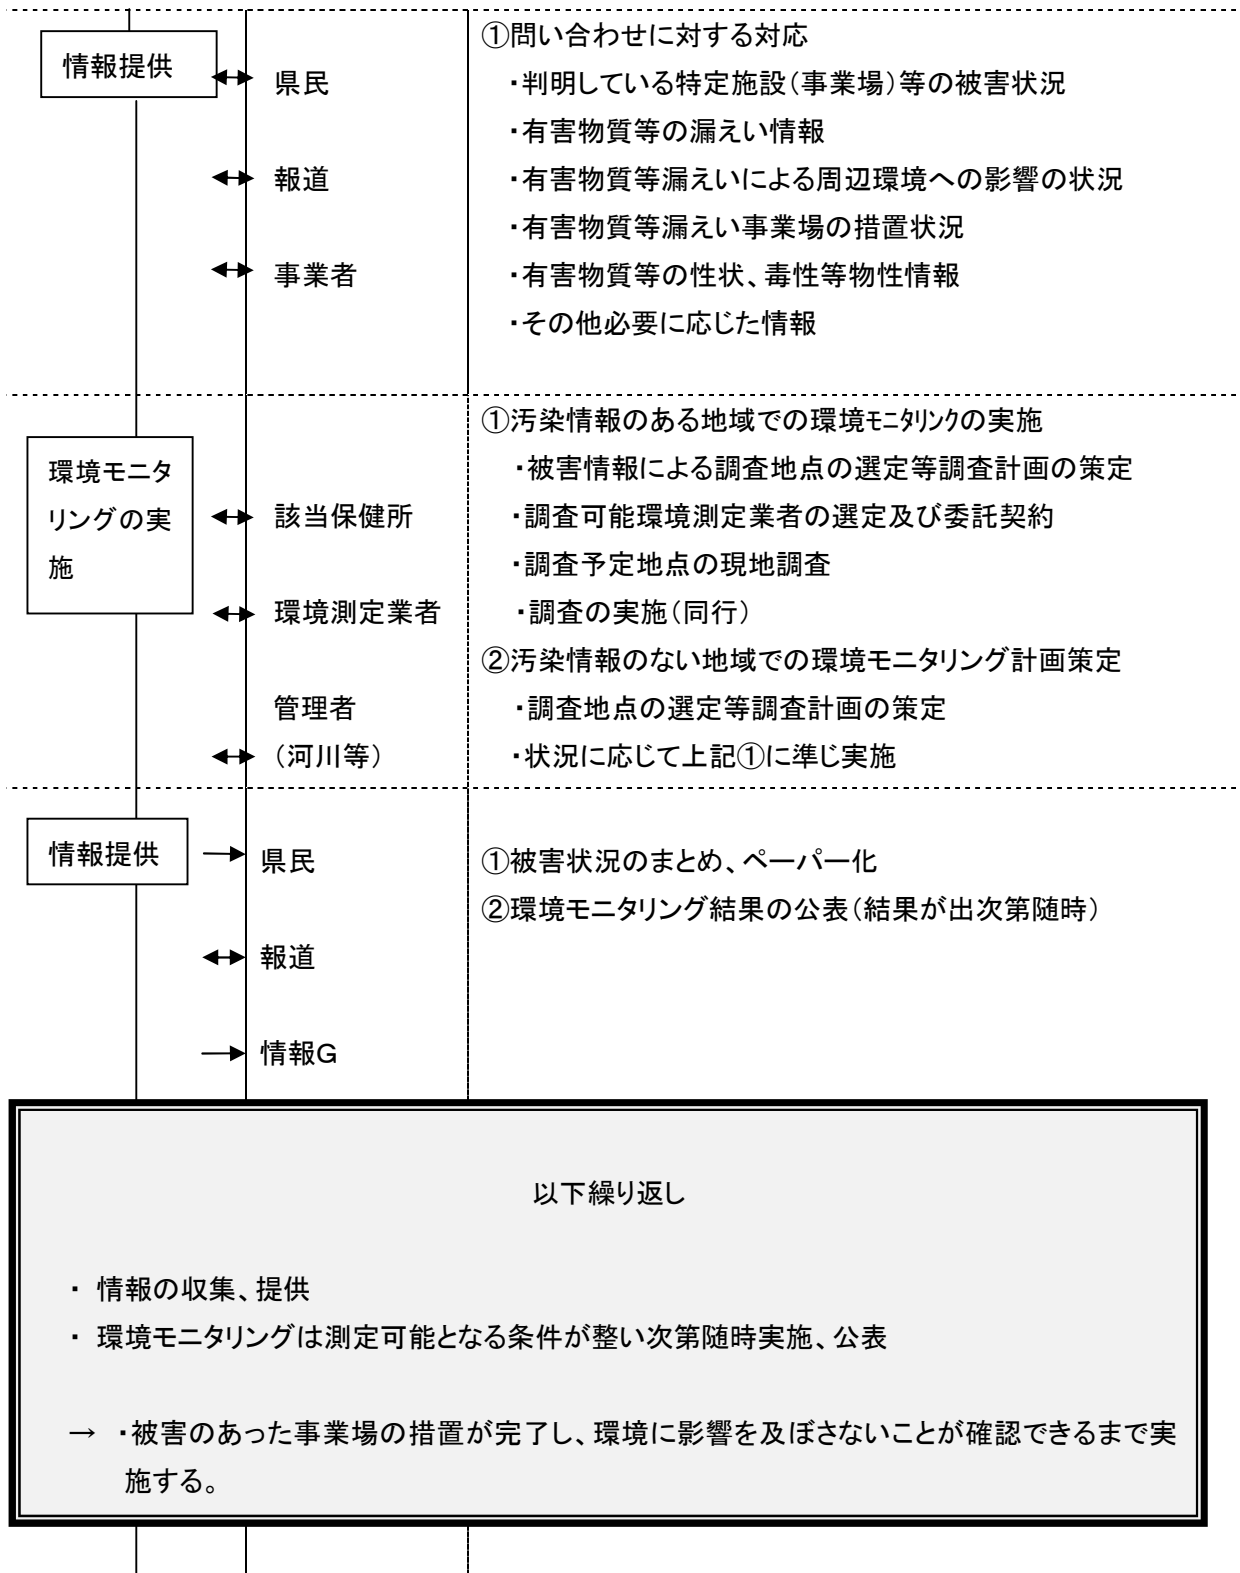 情報提供
県民
報道
事業者
①問い合わせに対する対応
・判明している特定施設（事業場）等の被害状況
・有害物質等の漏えい情報
・有害物質等漏えいによる周辺環境への影響の状況
・有害物質等漏えい事業場の措置状況
・有害物質等の性状、毒性等物性情報
・その他必要に応じた情報
環境モニタ
リングの実
施
該当保健所
環境測定業者
管理者
（河川等）
①汚染情報のある地域での環境ﾓﾆﾀﾘﾝｸの実施
・被害情報による調査地点の選定等調査計画の策定
・調査可能環境測定業者の選定及び委託契約
・調査予定地点の現地調査
・調査の実施（同行）
②汚染情報のない地域での環境モニタリング計画策定
・調査地点の選定等調査計画の策定
・状況に応じて上記①に準じ実施
情報提供
県民
報道
情報G
①被害状況のまとめ、ペーパー化
②環境モニタリング結果の公表（結果が出次第随時）
以下繰り返し
・ 情報の収集、提供
・ 環境モニタリングは測定可能となる条件が整い次第随時実施、公表
→ ・被害のあった事業場の措置が完了し、環境に影響を及ぼさないことが確認できるまで実
施する。